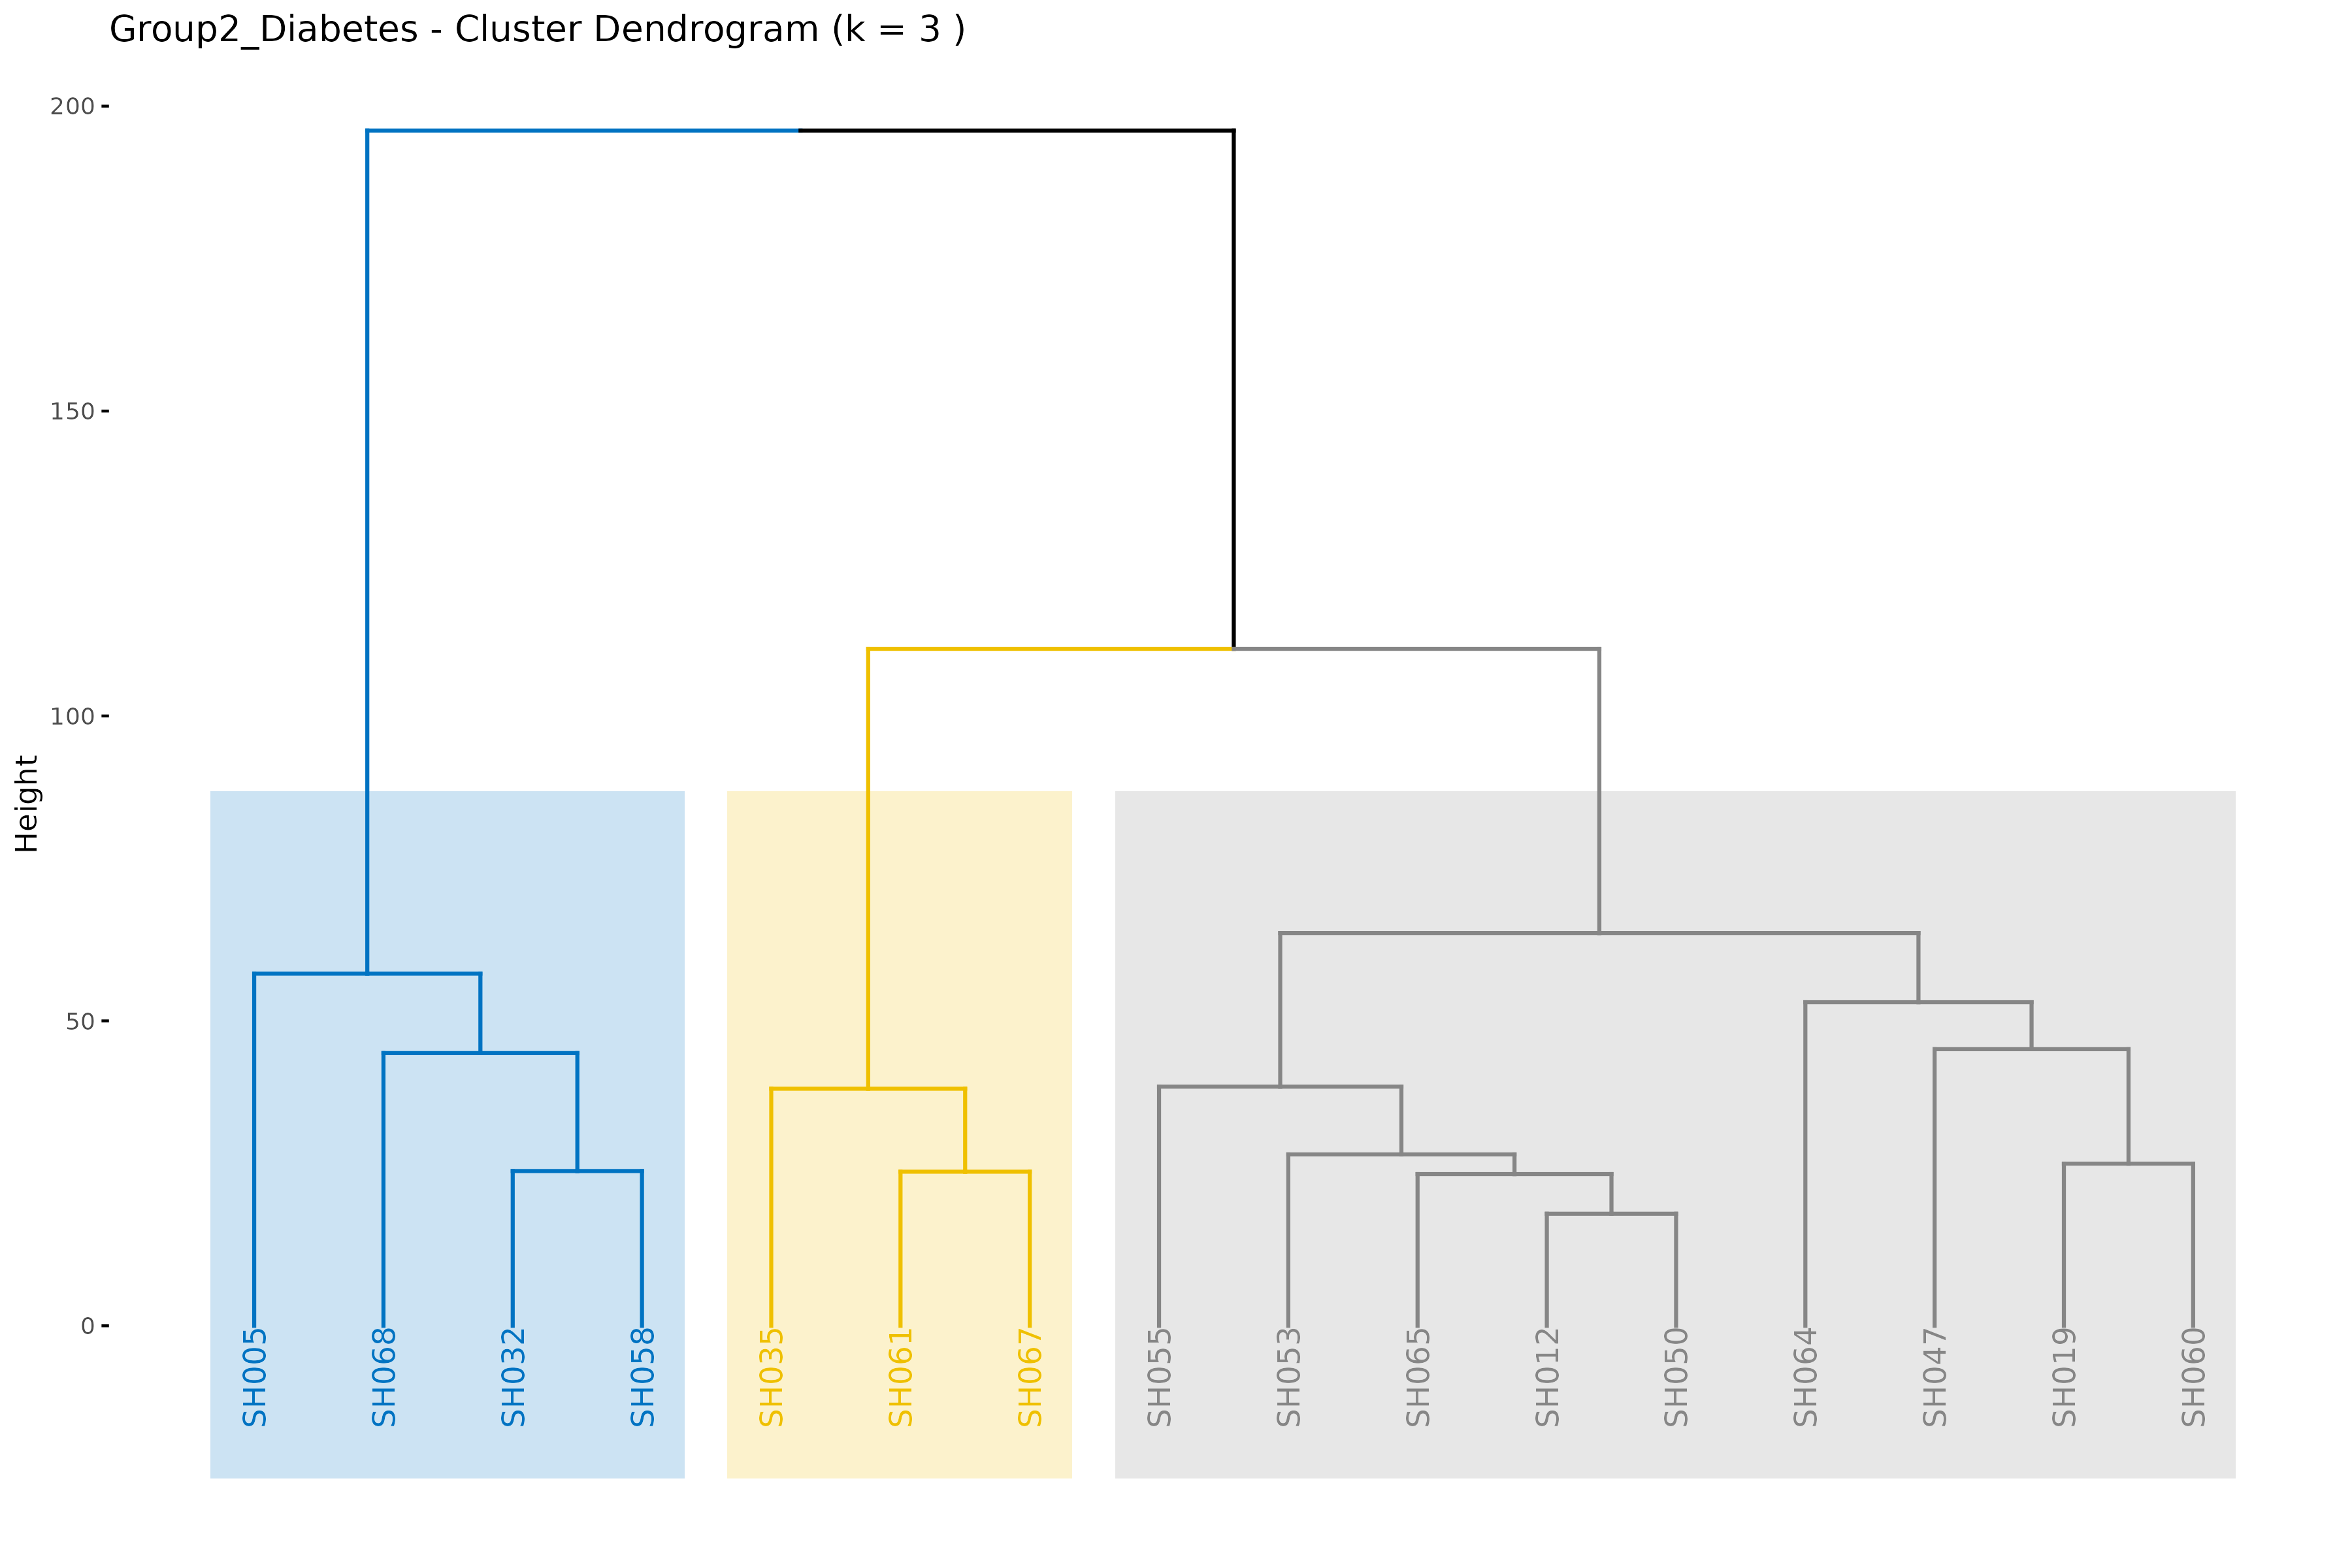 Group2_Diabetes - Cluster Dendrogram (k = 3 )
200
150
100
50
0
Height
SH005
SH068
SH032
SH058
SH035
SH061
SH067
SH055
SH053
SH065
SH012
SH050
SH064
SH047
SH019
SH060